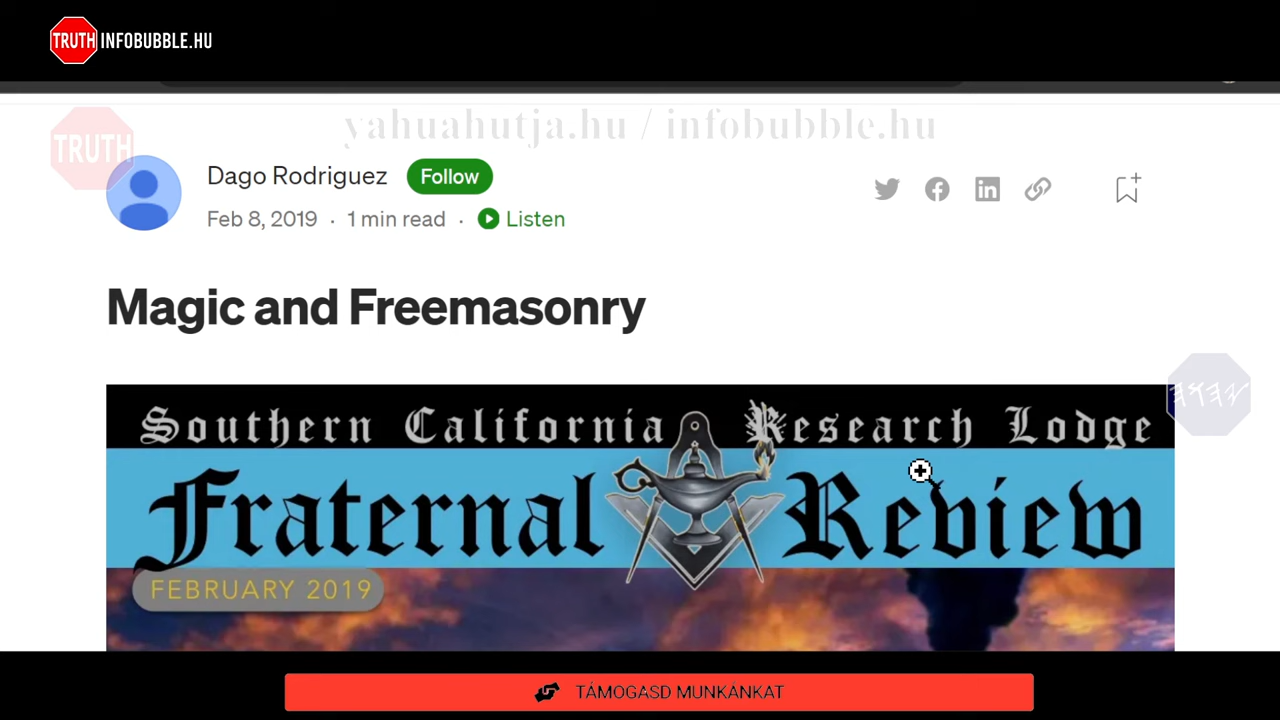 TRUTH INFOBUBBLE.HU
yahuahutja.hu / infobubble.hu
TRUTH
Dago Rodriguez Follow
Feb 8, 2019 · 1 min read · Listen
Magic and Freemasonry
Southern California Research Lodge
Fraternal Review
FEBRUARY 2019
TÁMOGASD MUNKÁNKAT